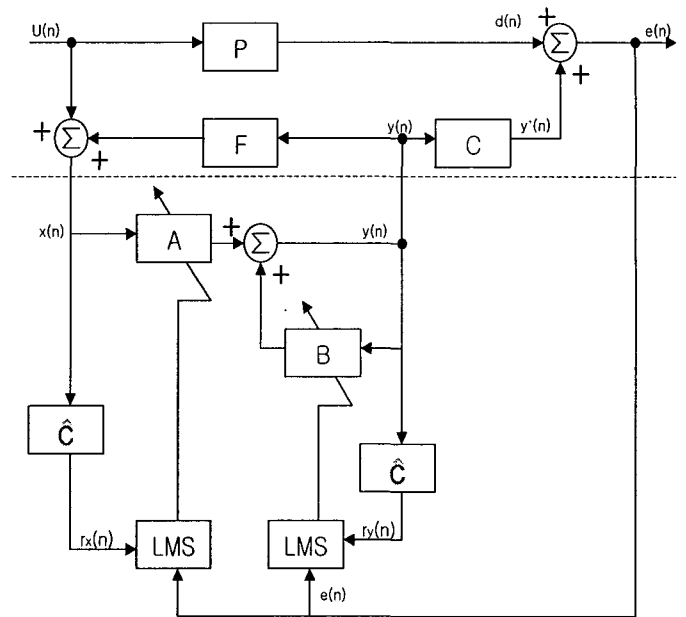 U(n) P d(n) + Σ e(n)
+
+ Σ + F y(n) C y'(n)
x(n) A + Σ + y(n)
B
Ĉ Ĉ
rx(n) LMS LMS ry(n)
e(n)